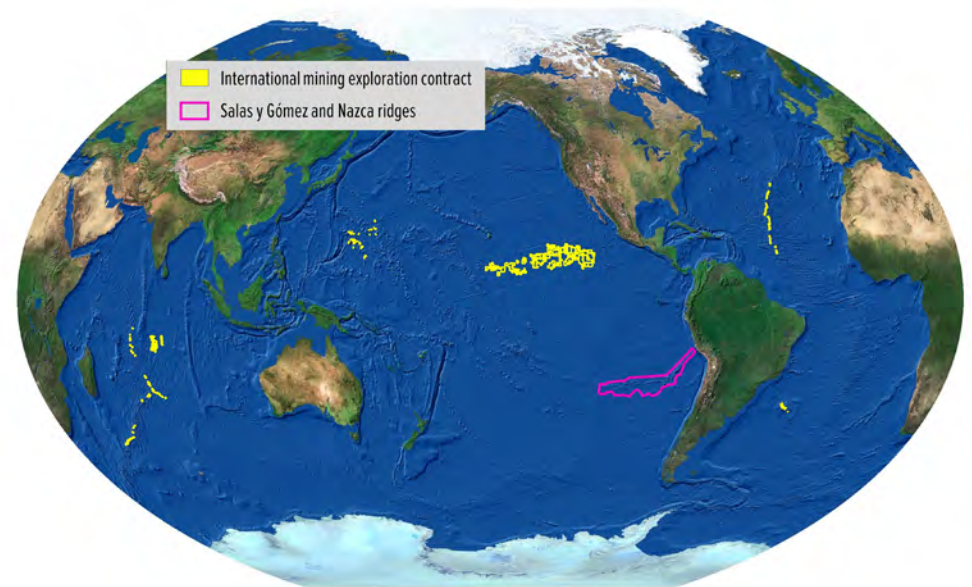 International mining exploration contract
Salas y Gómez and Nazca ridges